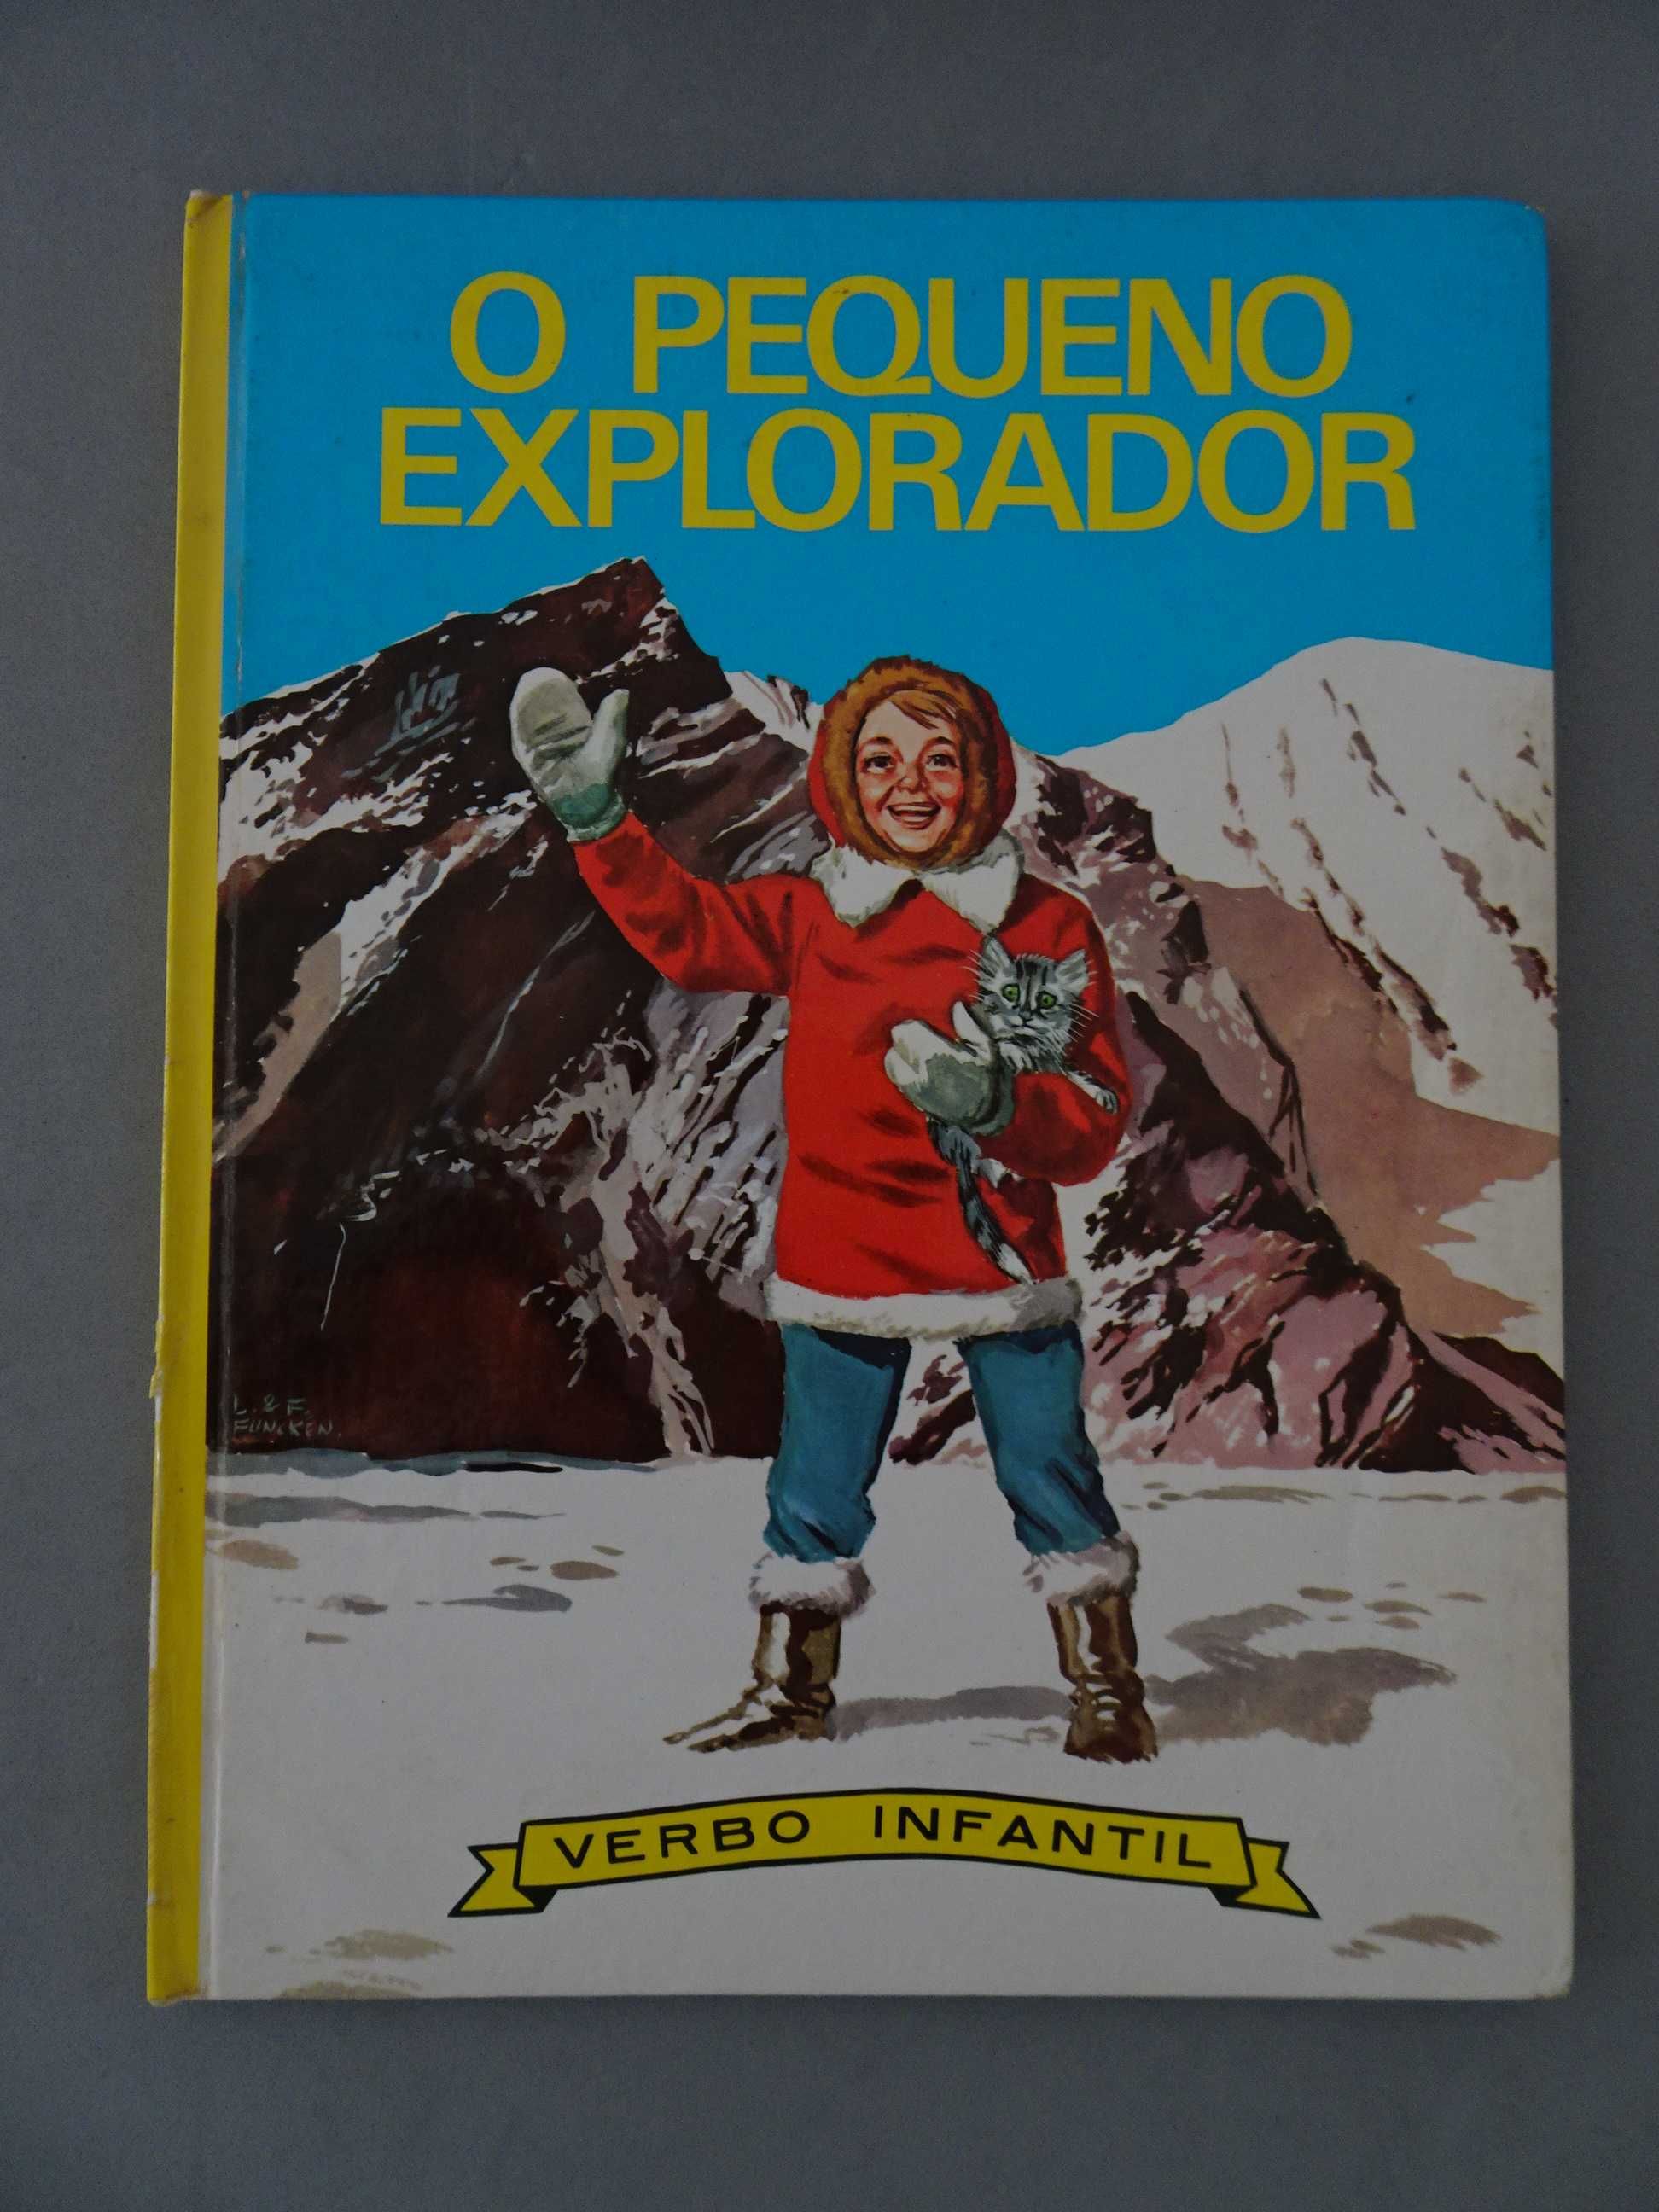 O PEQUENO
EXPLORADOR
L. & F.
FUNCKEN.
VERBO INFANTIL